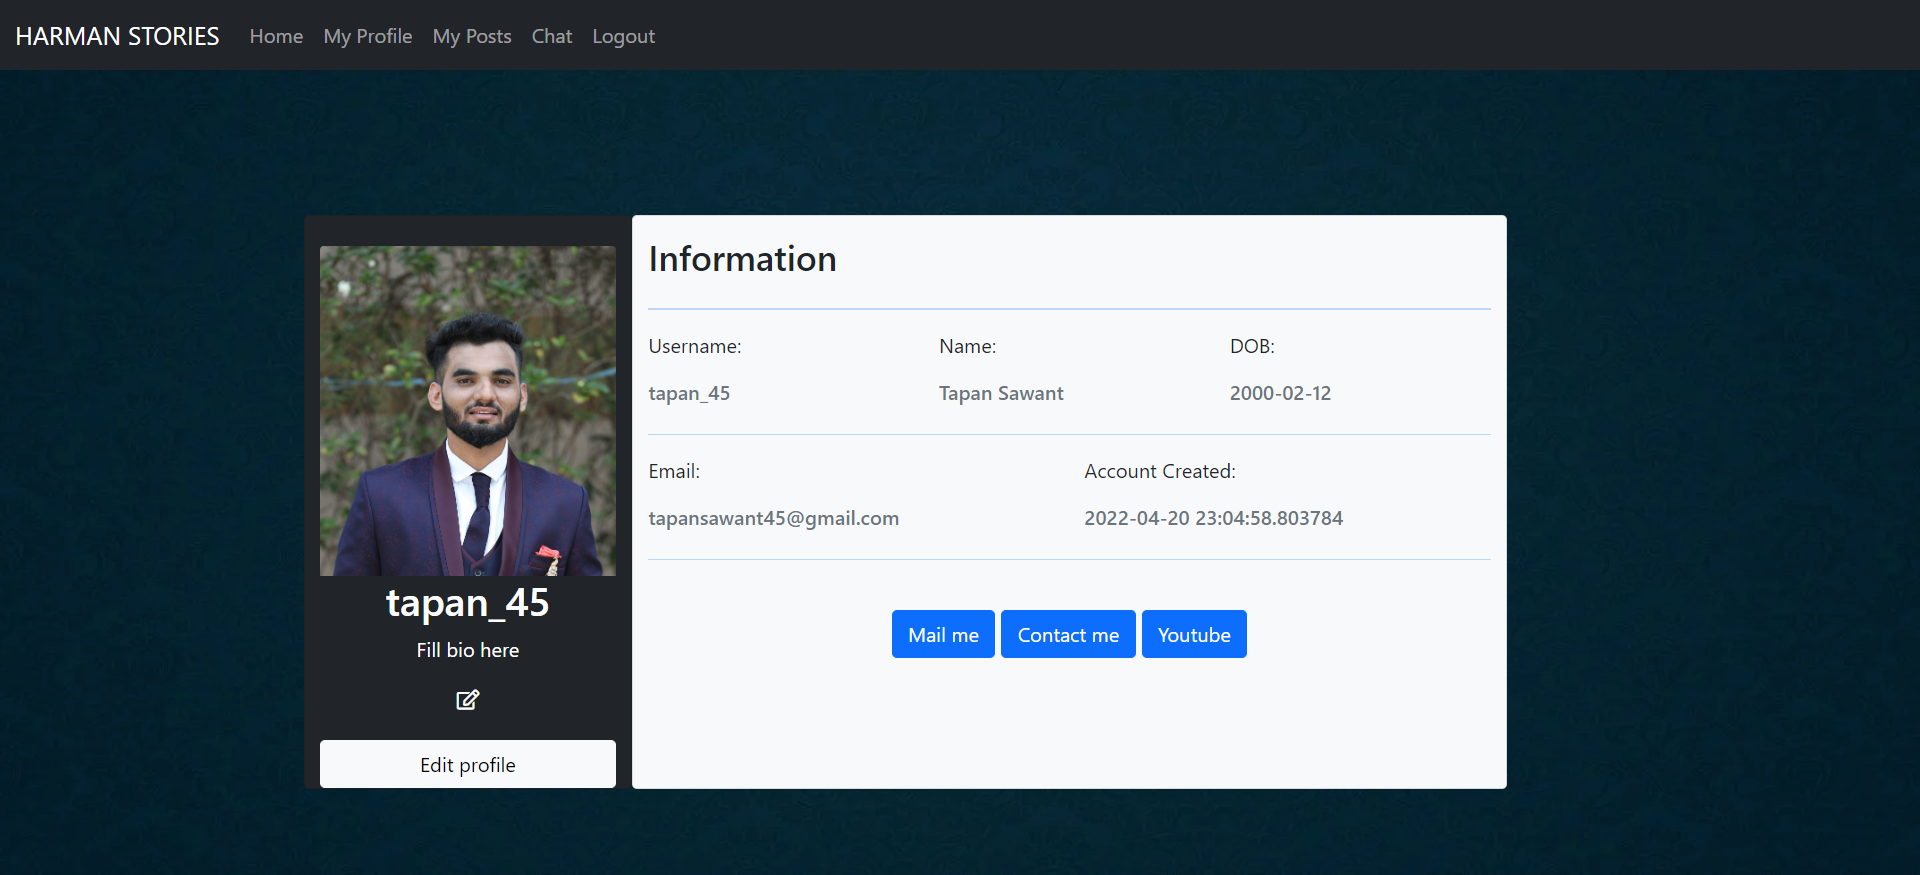 HARMAN STORIES Home My Profile My Posts Chat Logout
tapan_45
Fill bio here
Edit profile
Information
Username: Name: DOB:
tapan_45 Tapan Sawant 2000-02-12
Email: Account Created:
tapansawant45@gmail.com 2022-04-20 23:04:58.803784
Mail me Contact me Youtube